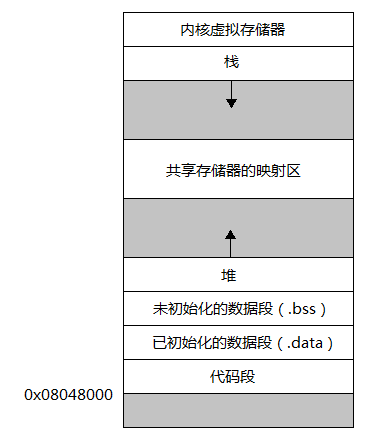 内核虚拟存储器
栈
共享存储器的映射区
堆
未初始化的数据段（.bss）
已初始化的数据段（.data）
代码段
0x08048000